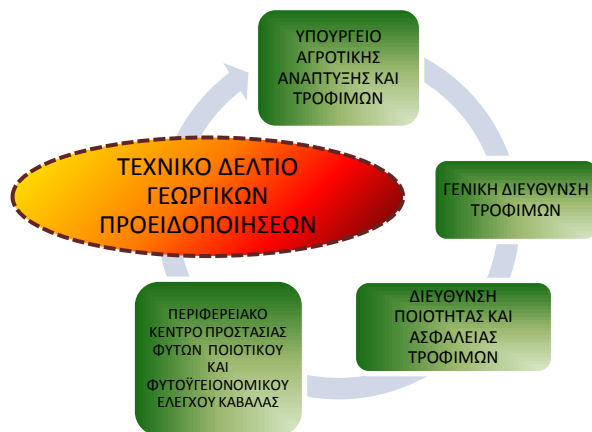 ΥΠΟΥΡΓΕΙΟ
ΑΓΡΟΤΙΚΗΣ
ΑΝΑΠΤΥΞΗΣ ΚΑΙ
ΤΡΟΦΙΜΩΝ
ΓΕΝΙΚΗ ΔΙΕΥΘΥΝΣΗ
ΤΡΟΦΙΜΩΝ
ΔΙΕΥΘΥΝΣΗ
ΠΟΙΟΤΗΤΑΣ ΚΑΙ
ΑΣΦΑΛΕΙΑΣ
ΤΡΟΦΙΜΩΝ
ΠΕΡΙΦΕΡΕΙΑΚΟ
ΚΕΝΤΡΟ ΠΡΟΣΤΑΣΙΑΣ
ΦΥΤΩΝ ΠΟΙΟΤΙΚΟΥ
ΚΑΙ
ΦΥΤΟΫΓΕΙΟΝΟΜΙΚΟΥ
ΕΛΕΓΧΟΥ ΚΑΒΑΛΑΣ
ΤΕΧΝΙΚΟ ΔΕΛΤΙΟ
ΓΕΩΡΓΙΚΩΝ
ΠΡΟΕΙΔΟΠΟΙΗΣΕΩΝ